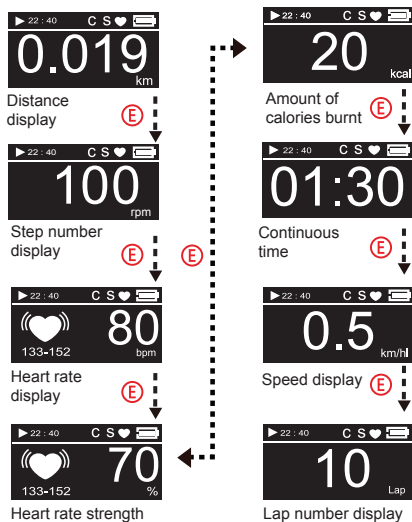 22 : 40 C S
0.019
km
Distance
display
E
22 : 40 C S
100
rpm
Step number
display
E
22 : 40 C S
80
133-152
bpm
Heart rate
display
E
22 : 40 C S
70
133-152
%
Heart rate strength
E
22 : 40 C S
20
kcal
Amount of
calories burnt
E
22 : 40 C S
01:30
Continuous
time
E
22 : 40 C S
0.5
km/hl
Speed display
E
22 : 40 C S
10
Lap
Lap number display